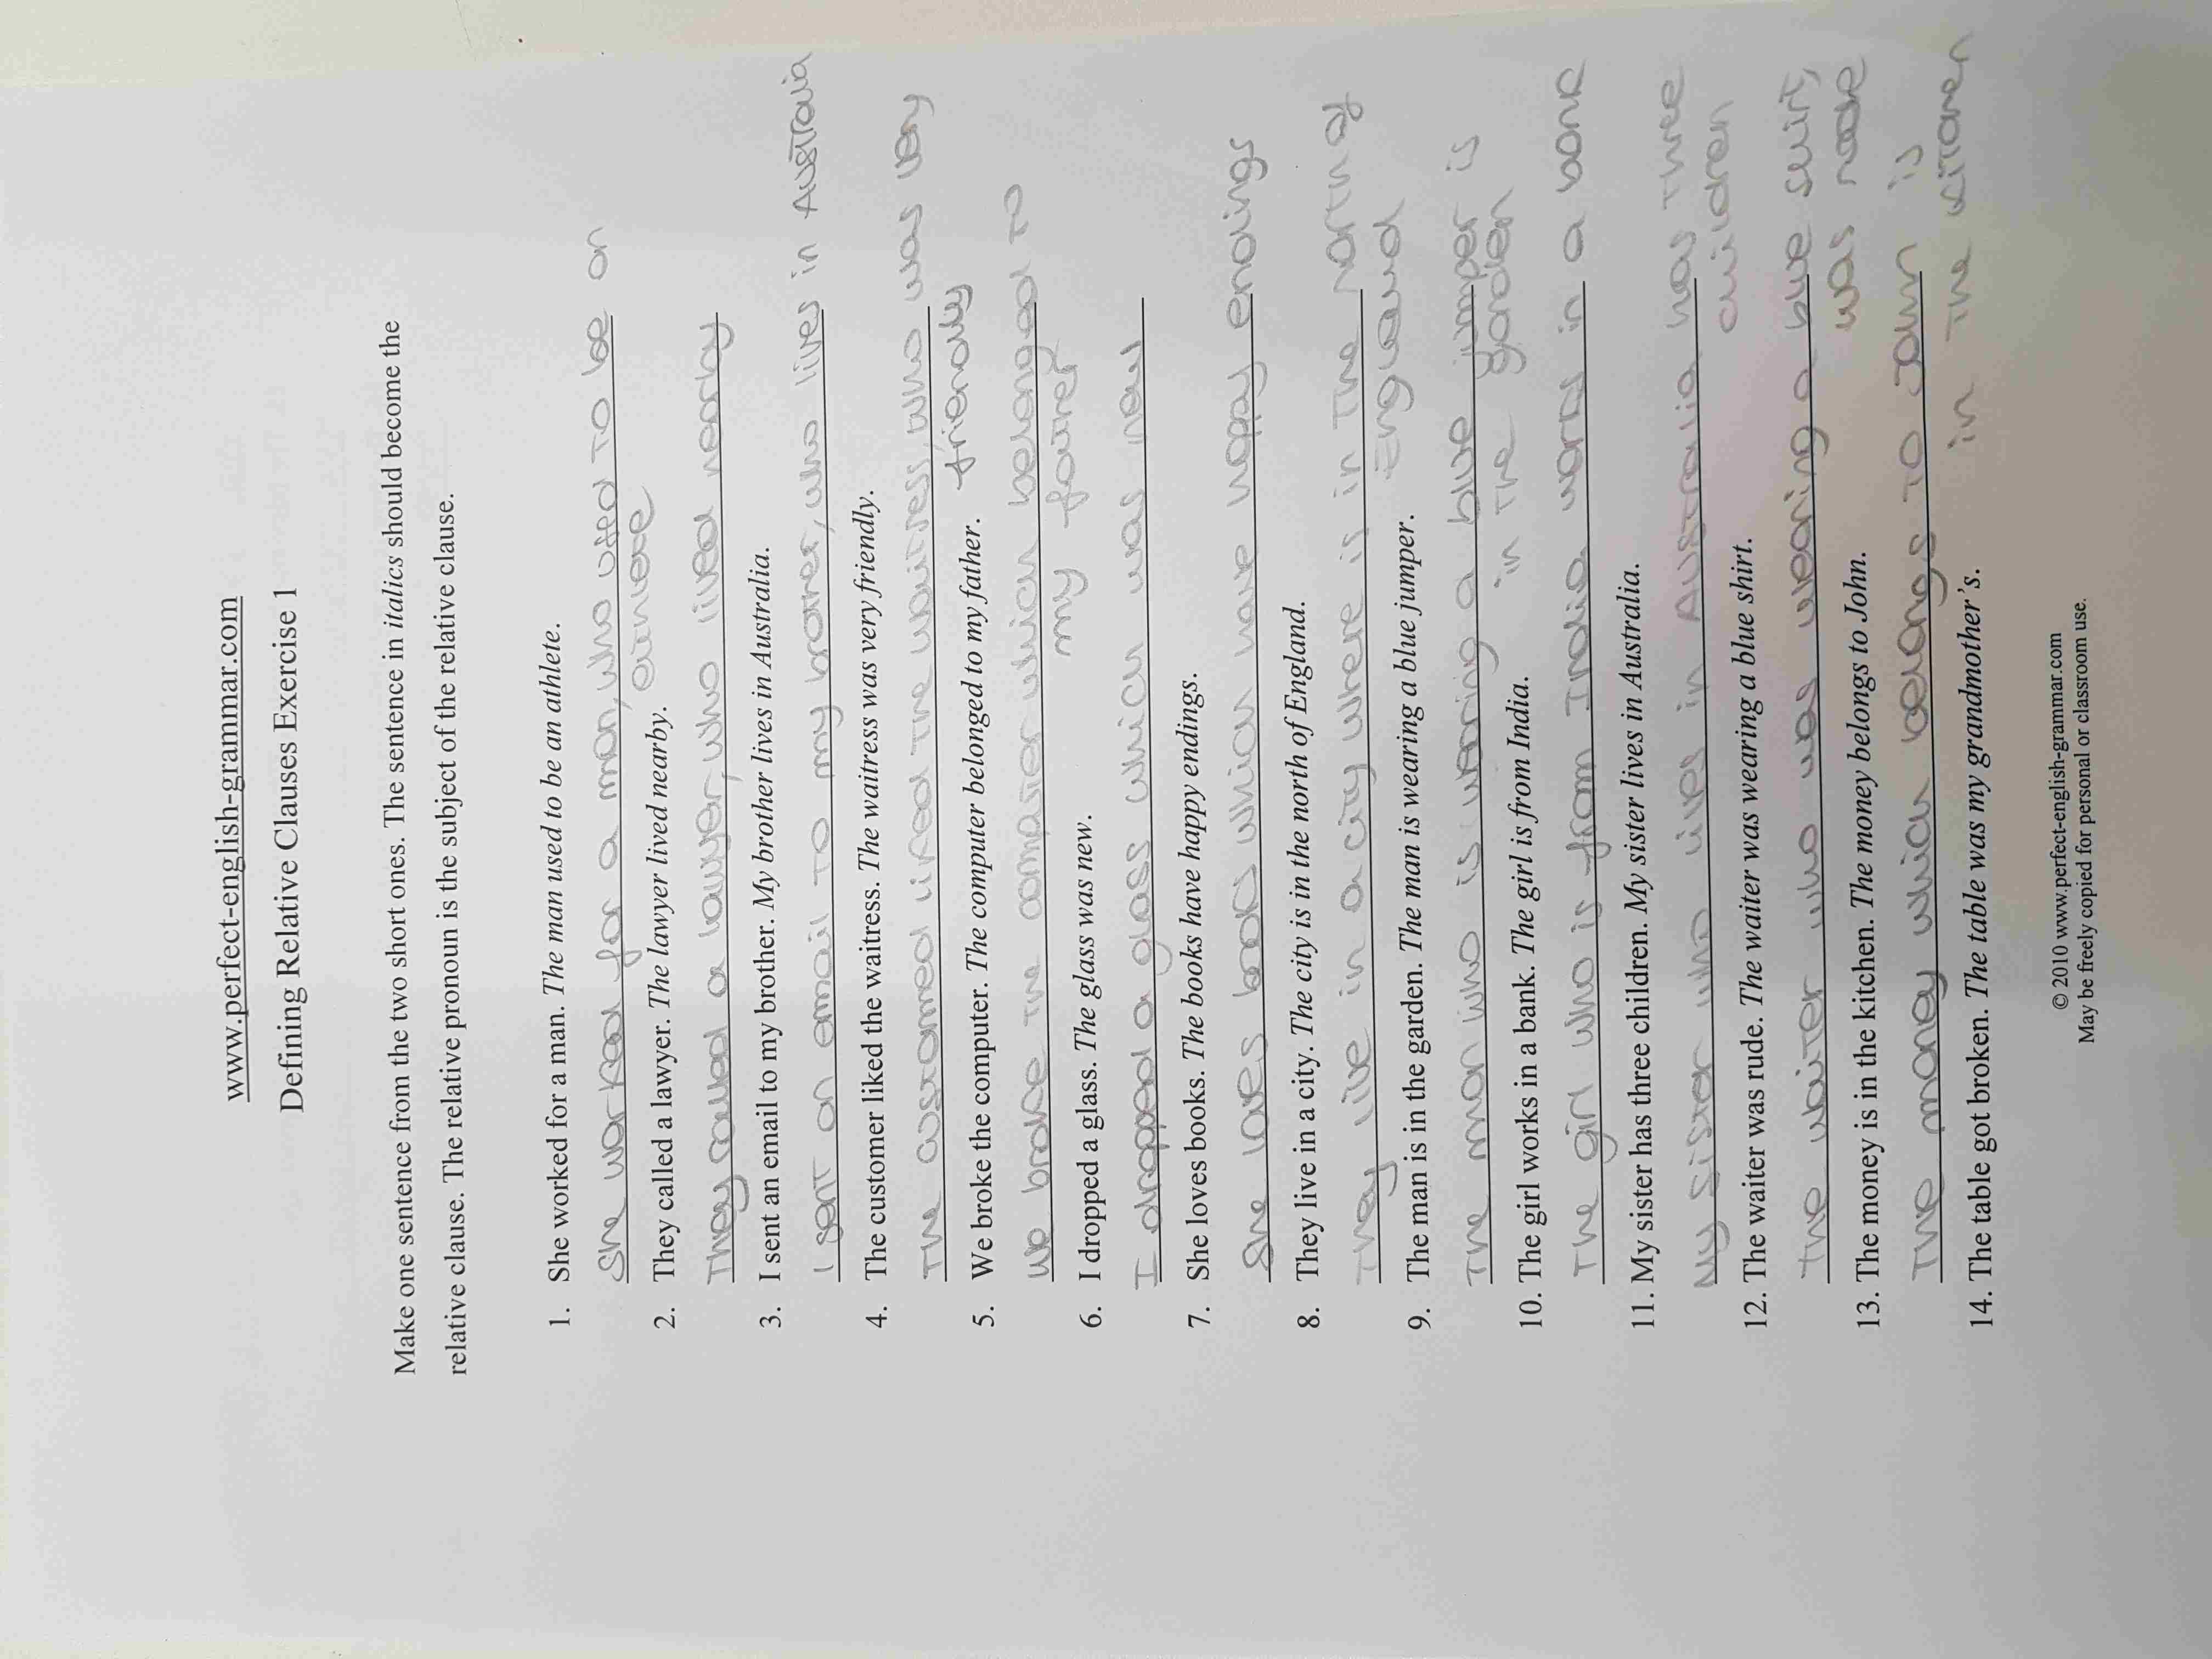 www.perfect-english-grammar.com
Defining Relative Clauses Exercise 1
Make one sentence from the two short ones. The sentence in italics should become the
relative clause. The relative pronoun is the subject of the relative clause.
1. She worked for a man. The man used to be an athlete.
She worked for a man, who used to be an
2. They called a lawyer. The lawyer lived nearby.
They called a lawyer, who lived nearby
3. I sent an email to my brother. My brother lives in Australia.
I sent an email to my brother, who lives in Australia
4. The customer liked the waitress. The waitress was very friendly.
The customed liked the waitress, who was very
friendly
5. We broke the computer. The computer belonged to my father.
We broke the computer which belonged to
my father
6. I dropped a glass. The glass was new.
I dropped a glass which was new
7. She loves books. The books have happy endings.
She loves books which have happy endings
8. They live in a city. The city is in the north of England.
They live in a city where is in the north of
England
9. The man is in the garden. The man is wearing a blue jumper.
The man who is wearing a blue jumper is
in the garden
10. The girl works in a bank. The girl is from India.
The girl who is from India works in a bank
11. My sister has three children. My sister lives in Australia.
My sister who lives in Australia has three
children
12. The waiter was rude. The waiter was wearing a blue shirt.
The waiter who was wearing a blue
was
13. The money is in the kitchen. The money belongs to John.
The money which belongs to John is
in the kitchen
14. The table got broken. The table was my grandmother's.
© 2010 www.perfect-english-grammar.com
May be freely copied for personal or classroom use.